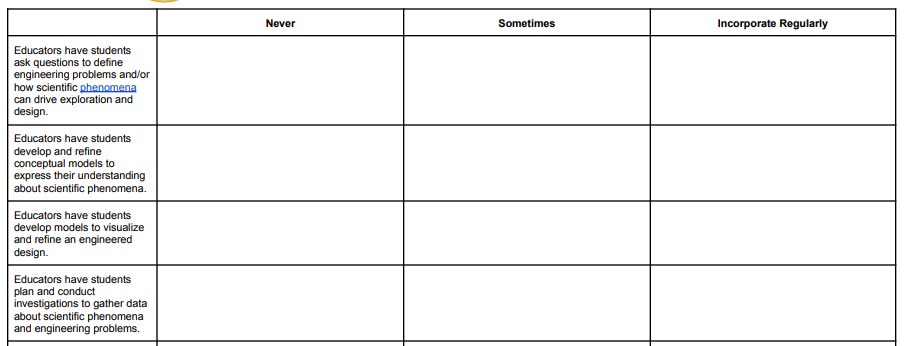 Never Sometimes Incorporate Regularly
Educators have students
ask questions to define
engineering problems and/or
how scientific phenomena
can drive exploration and
design.
Educators have students
develop and refine
conceptual models to
express their understanding
about scientific phenomena.
Educators have students
develop models to visualize
and refine an engineered
design.
Educators have students
plan and conduct
investigations to gather data
about scientific phenomena
and engineering problems.